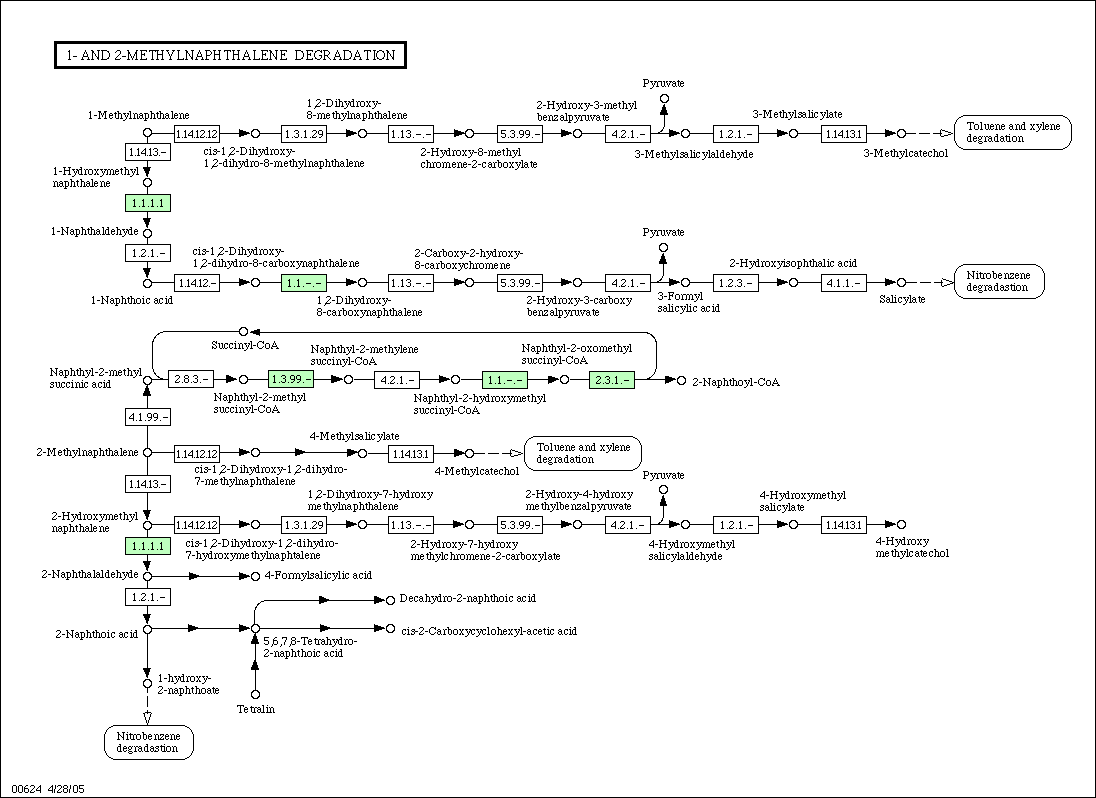 1- AND 2-METHYLNAPHTHALENE DEGRADATION
Pyruvate
1-Methylnaphthalene
1,2-Dihydroxy-
8-methylnaphthalene
2-Hydroxy-3-methyl
benzalpyruvate
3-Methylsalicylate
1.14.12.12
1.3.1.29
1.13.-.-
5.3.99.-
4.2.1.-
1.2.1.-
1.14.13.1
Toluene and xylene
degradation
1.14.13.-
cis-1,2-Dihydroxy-
1,2-dihydro-8-methylnaphthalene
2-Hydroxy-8-methyl
chromene-2-carboxylate
3-Methylsalicylaldehyde
3-Methylcatechol
1-Hydroxymethyl
naphthalene
1.1.1.1
1-Naphthaldehyde
Pyruvate
1.2.1.-
cis-1,2-Dihydroxy-
1,2-dihydro-8-carboxynaphthalene
2-Carboxy-2-hydroxy-
8-carboxychromene
2-Hydroxyisophthalic acid
1.14.12.-
1.1.-.-
1.13.-.-
5.3.99.-
4.2.1.-
1.2.3.-
4.1.1.-
Nitrobenzene
degradastion
1-Naphthoic acid
1,2-Dihydroxy-
8-carboxynaphthalene
2-Hydroxy-3-carboxy
benzalpyruvate
3-Formyl
salicylic acid
Salicylate
Succinyl-CoA
Naphthyl-2-methylene
succinyl-CoA
Naphthyl-2-oxomethyl
succinyl-CoA
Naphthyl-2-methyl
succinic acid
2.8.3.-
1.3.99.-
4.2.1.-
1.1.-.-
2.3.1.-
2-Naphthoyl-CoA
Naphthyl-2-methyl
succinyl-CoA
Naphthyl-2-hydroxymethyl
succinyl-CoA
4.1.99.-
4-Methylsalicylate
2-Methylnaphthalene
1.14.12.12
1.14.13.1
Toluene and xylene
degradation
cis-1,2-Dihydroxy-1,2-dihydro-
7-methylnaphthalene
4-Methylcatechol
1.14.13.-
Pyruvate
2-Hydroxymethyl
naphthalene
1,2-Dihydroxy-7-hydroxy
methylnaphthalene
2-Hydroxy-4-hydroxy
methylbenzalpyruvate
4-Hydroxymethyl
salicylate
1.14.12.12
1.3.1.29
1.13.-.-
5.3.99.-
4.2.1.-
1.2.1.-
1.14.13.1
1.1.1.1
cis-1,2-Dihydroxy-1,2-dihydro-
7-hydroxymethylnaphtalene
2-Hydroxy-7-hydroxy
methylchromene-2-carboxylate
4-Hydroxymethyl
salicylaldehyde
4-Hydroxy
methylcatechol
2-Naphthalaldehyde
4-Formylsalicylic acid
1.2.1.-
Decahydro-2-naphthoic acid
2-Naphthoic acid
cis-2-Carboxycyclohexyl-acetic acid
5,6,7,8-Tetrahydro-
2-naphthoic acid
1-hydroxy-
2-naphthoate
Tetralin
Nitrobenzene
degradastion
00624 4/28/05